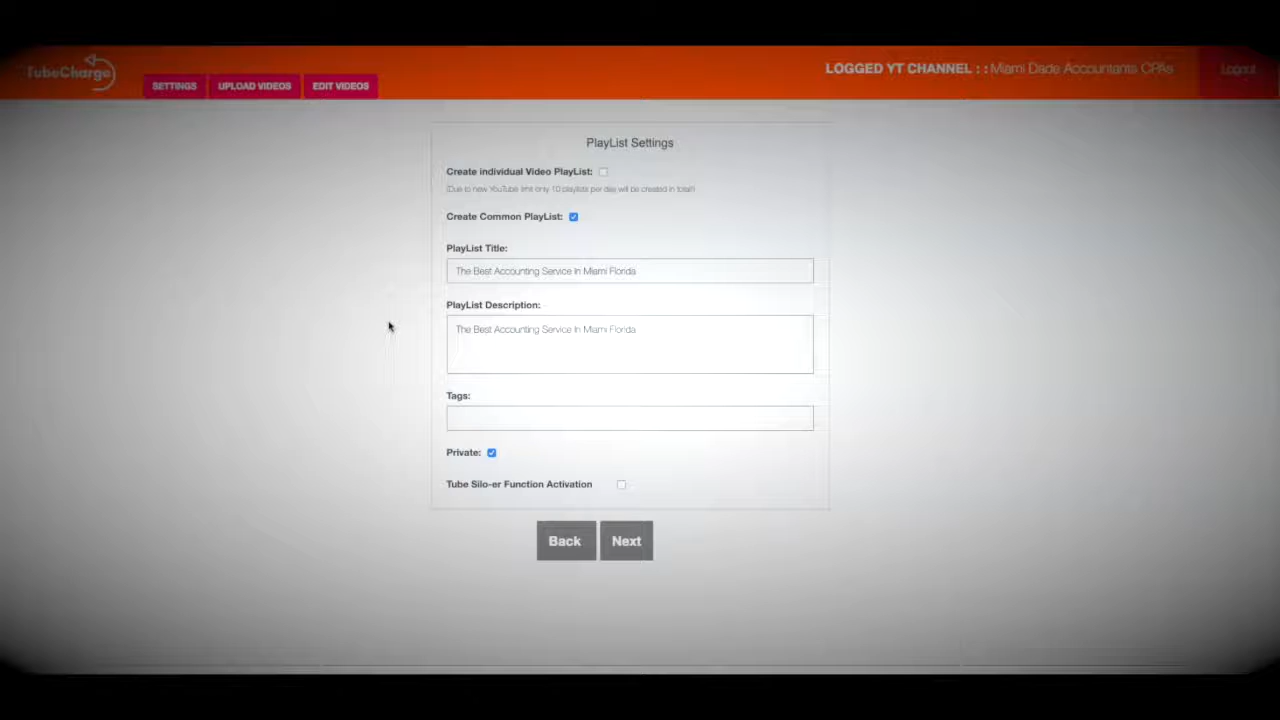 TubeCharge
SETTINGS
UPLOAD VIDEOS
EDIT VIDEOS
LOGGED YT CHANNEL : : Miami Dade Accountants CPAs
Logout
PlayList Settings
Create individual Video PlayList:
(Due to new YouTube limit only 10 playlists per day will be created in total!)
Create Common PlayList:
PlayList Title:
The Best Accounting Service In Miami Florida
PlayList Description:
The Best Accounting Service In Miami Florida
Tags:
Private:
Tube Silo-er Function Activation
Back
Next